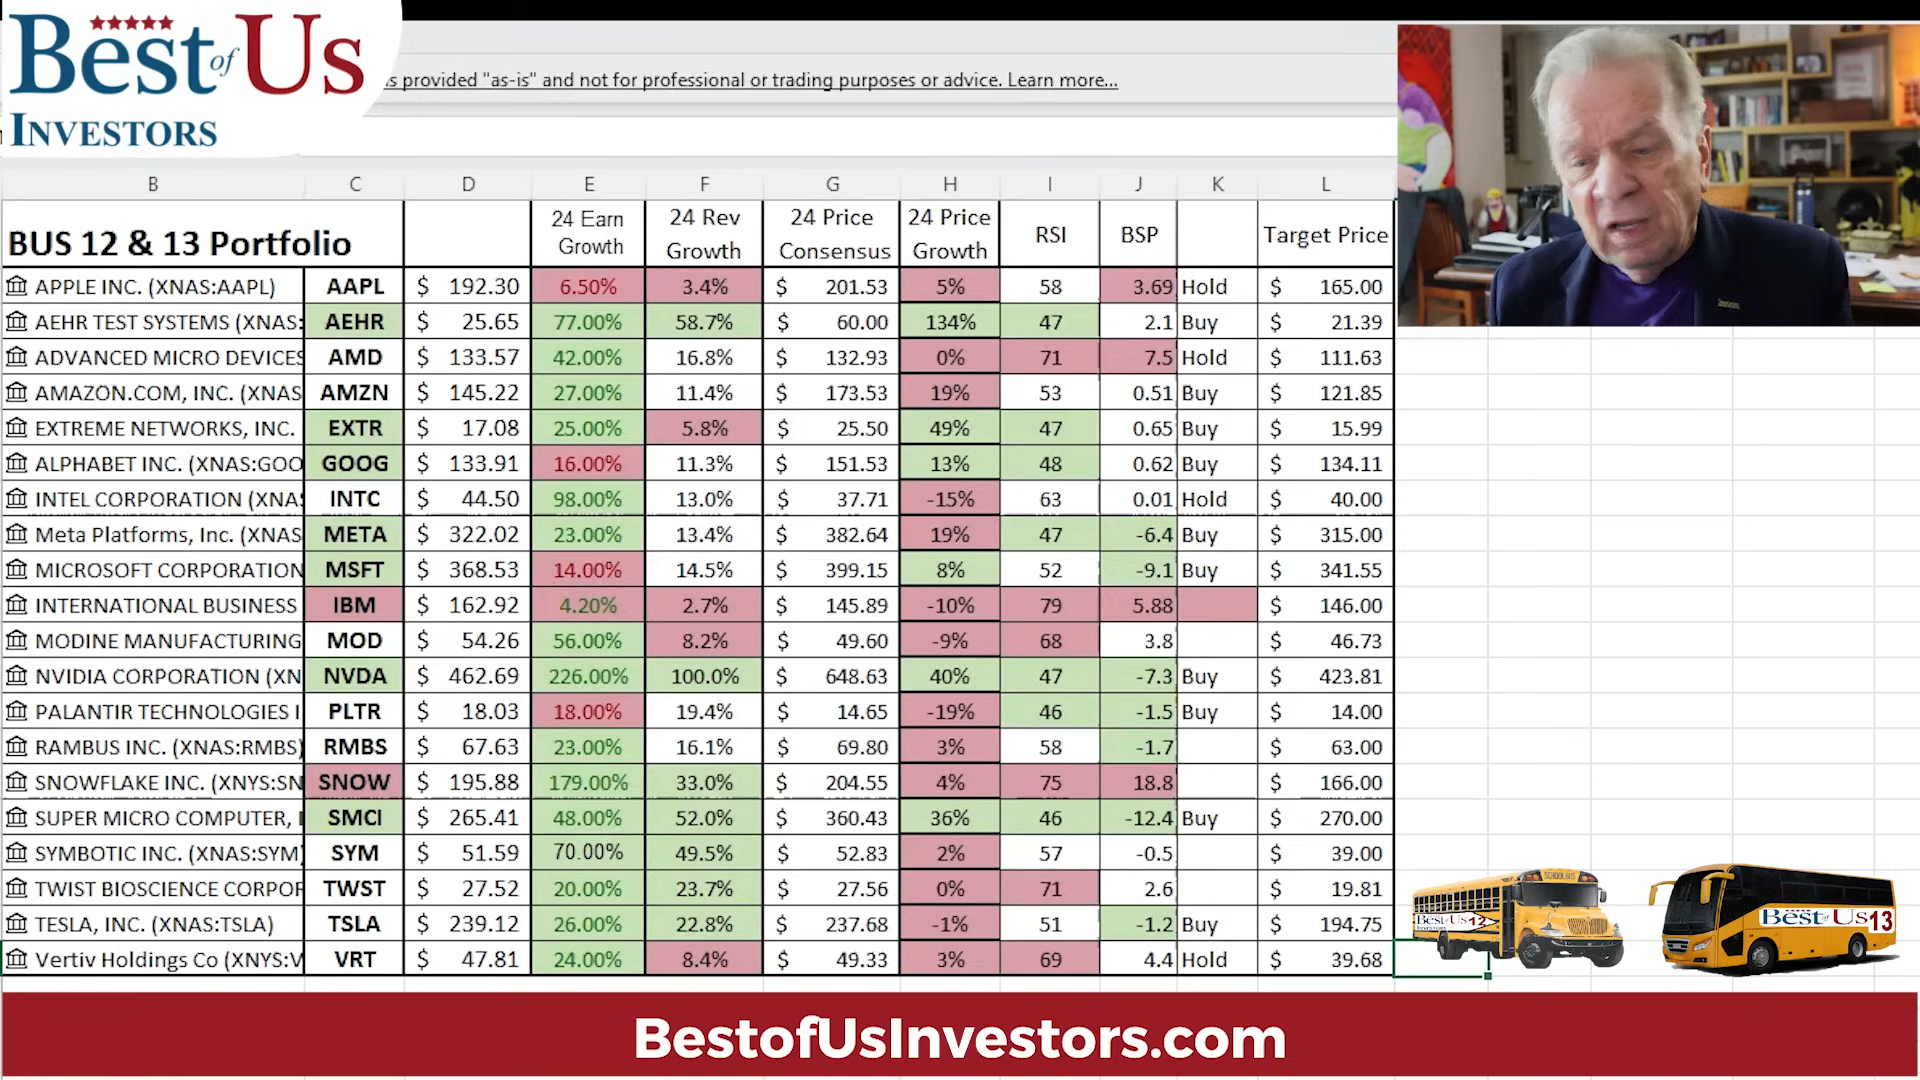 Best of Us
INVESTORS
s provided "as-is" and not for professional or trading purposes or advice. Learn more...
B C D E F G H I J K L
BUS 12 & 13 Portfolio 24 Earn Growth 24 Rev Growth 24 Price Consensus 24 Price Growth RSI BSP Target Price
APPLE INC. (XNAS:AAPL) AAPL $ 192.30 6.50% 3.4% $ 201.53 5% 58 3.69 Hold $ 165.00
AEHR TEST SYSTEMS (XNAS: AEHR $ 25.65 77.00% 58.7% $ 60.00 134% 47 2.1 Buy $ 21.39
ADVANCED MICRO DEVICES AMD $ 133.57 42.00% 16.8% $ 132.93 0% 71 7.5 Hold $ 111.63
AMAZON.COM, INC. (XNAS AMZN $ 145.22 27.00% 11.4% $ 173.53 19% 53 0.51 Buy $ 121.85
EXTREME NETWORKS, INC. EXTR $ 17.08 25.00% 5.8% $ 25.50 49% 47 0.65 Buy $ 15.99
ALPHABET INC. (XNAS:GOO GOOG $ 133.91 16.00% 11.3% $ 151.53 13% 48 0.62 Buy $ 134.11
INTEL CORPORATION (XNAS INTC $ 44.50 98.00% 13.0% $ 37.71 -15% 63 0.01 Hold $ 40.00
Meta Platforms, Inc. (XNAS META $ 322.02 23.00% 13.4% $ 382.64 19% 47 -6.4 Buy $ 315.00
MICROSOFT CORPORATION MSFT $ 368.53 14.00% 14.5% $ 399.15 8% 52 -9.1 Buy $ 341.55
INTERNATIONAL BUSINESS IBM $ 162.92 4.20% 2.7% $ 145.89 -10% 79 5.88 $ 146.00
MODINE MANUFACTURING MOD $ 54.26 56.00% 8.2% $ 49.60 -9% 68 3.8 $ 46.73
NVIDIA CORPORATION (XN NVDA $ 462.69 226.00% 100.0% $ 648.63 40% 47 -7.3 Buy $ 423.81
PALANTIR TECHNOLOGIES I PLTR $ 18.03 18.00% 19.4% $ 14.65 -19% 46 -1.5 Buy $ 14.00
RAMBUS INC. (XNAS:RMBS) RMBS $ 67.63 23.00% 16.1% $ 69.80 3% 58 -1.7 $ 63.00
SNOWFLAKE INC. (XNYS:SN SNOW $ 195.88 179.00% 33.0% $ 204.55 4% 75 18.8 $ 166.00
SUPER MICRO COMPUTER, I SMCI $ 265.41 48.00% 52.0% $ 360.43 36% 46 -12.4 Buy $ 270.00
SYMBOTIC INC. (XNAS:SYM) SYM $ 51.59 70.00% 49.5% $ 52.83 2% 57 -0.5 $ 39.00
TWIST BIOSCIENCE CORPOR TWST $ 27.52 20.00% 23.7% $ 27.56 0% 71 2.6 $ 19.81
TESLA, INC. (XNAS:TSLA) TSLA $ 239.12 26.00% 22.8% $ 237.68 -1% 51 -1.2 Buy $ 194.75
Vertiv Holdings Co (XNYS:V VRT $ 47.81 24.00% 8.4% $ 49.33 3% 69 4.4 Hold $ 39.68
SCHOOL BUS
Best of Us 12
INVESTORS
Best of Us 13
BestofUsInvestors.com